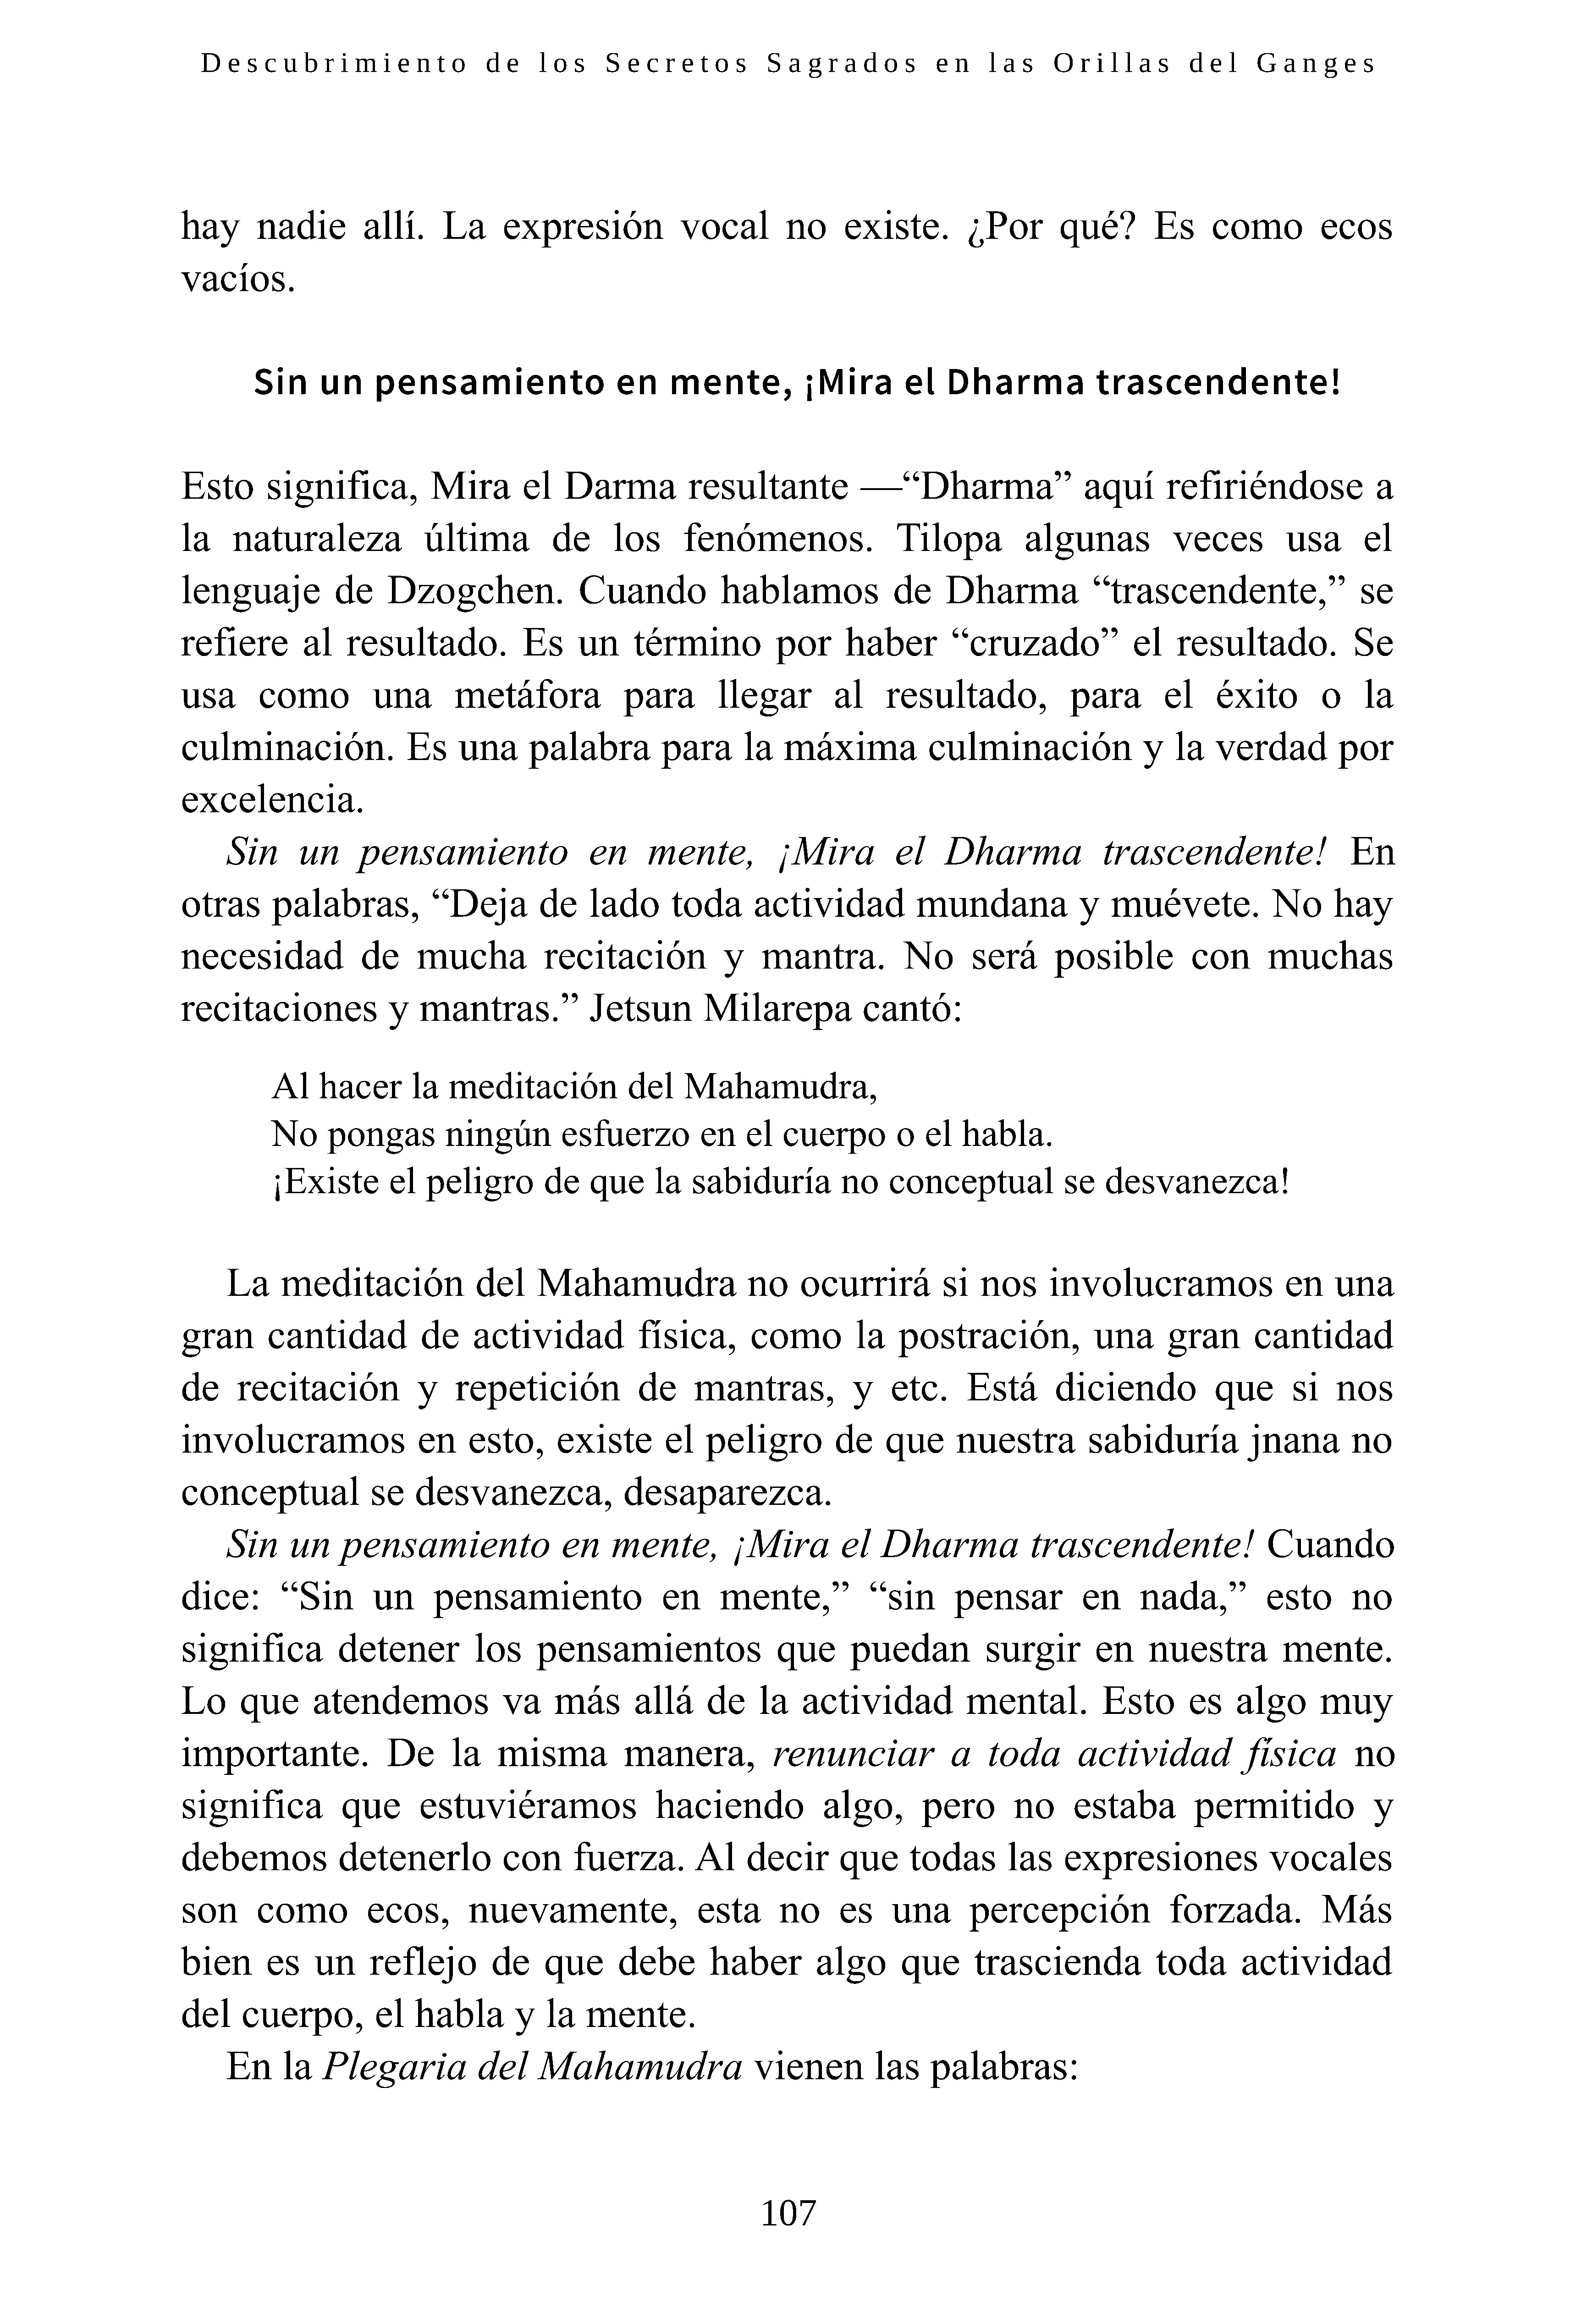 Descubrimiento de los Secretos Sagrados en las Orillas del Ganges
hay nadie allí. La expresión vocal no existe. ¿Por qué? Es como ecos
vacíos.
Sin un pensamiento en mente, ¡Mira el Dharma trascendente!
Esto significa, Mira el Darma resultante —“Dharma” aquí refiriéndose a
la naturaleza última de los fenómenos. Tilopa algunas veces usa el
lenguaje de Dzogchen. Cuando hablamos de Dharma “trascendente,” se
refiere al resultado. Es un término por haber “cruzado” el resultado. Se
usa como una metáfora para llegar al resultado, para el éxito o la
culminación. Es una palabra para la máxima culminación y la verdad por
excelencia.
Sin un pensamiento en mente, ¡Mira el Dharma trascendente! En
otras palabras, “Deja de lado toda actividad mundana y muévete. No hay
necesidad de mucha recitación y mantra. No será posible con muchas
recitaciones y mantras.” Jetsun Milarepa cantó:
Al hacer la meditación del Mahamudra,
No pongas ningún esfuerzo en el cuerpo o el habla.
¡Existe el peligro de que la sabiduría no conceptual se desvanezca!
La meditación del Mahamudra no ocurrirá si nos involucramos en una
gran cantidad de actividad física, como la postración, una gran cantidad
de recitación y repetición de mantras, y etc. Está diciendo que si nos
involucramos en esto, existe el peligro de que nuestra sabiduría jnana no
conceptual se desvanezca, desaparezca.
Sin un pensamiento en mente, ¡Mira el Dharma trascendente! Cuando
dice: “Sin un pensamiento en mente,” “sin pensar en nada,” esto no
significa detener los pensamientos que puedan surgir en nuestra mente.
Lo que atendemos va más allá de la actividad mental. Esto es algo muy
importante. De la misma manera, renunciar a toda actividad física no
significa que estuviéramos haciendo algo, pero no estaba permitido y
debemos detenerlo con fuerza. Al decir que todas las expresiones vocales
son como ecos, nuevamente, esta no es una percepción forzada. Más
bien es un reflejo de que debe haber algo que trascienda toda actividad
del cuerpo, el habla y la mente.
En la Plegaria del Mahamudra vienen las palabras:
107